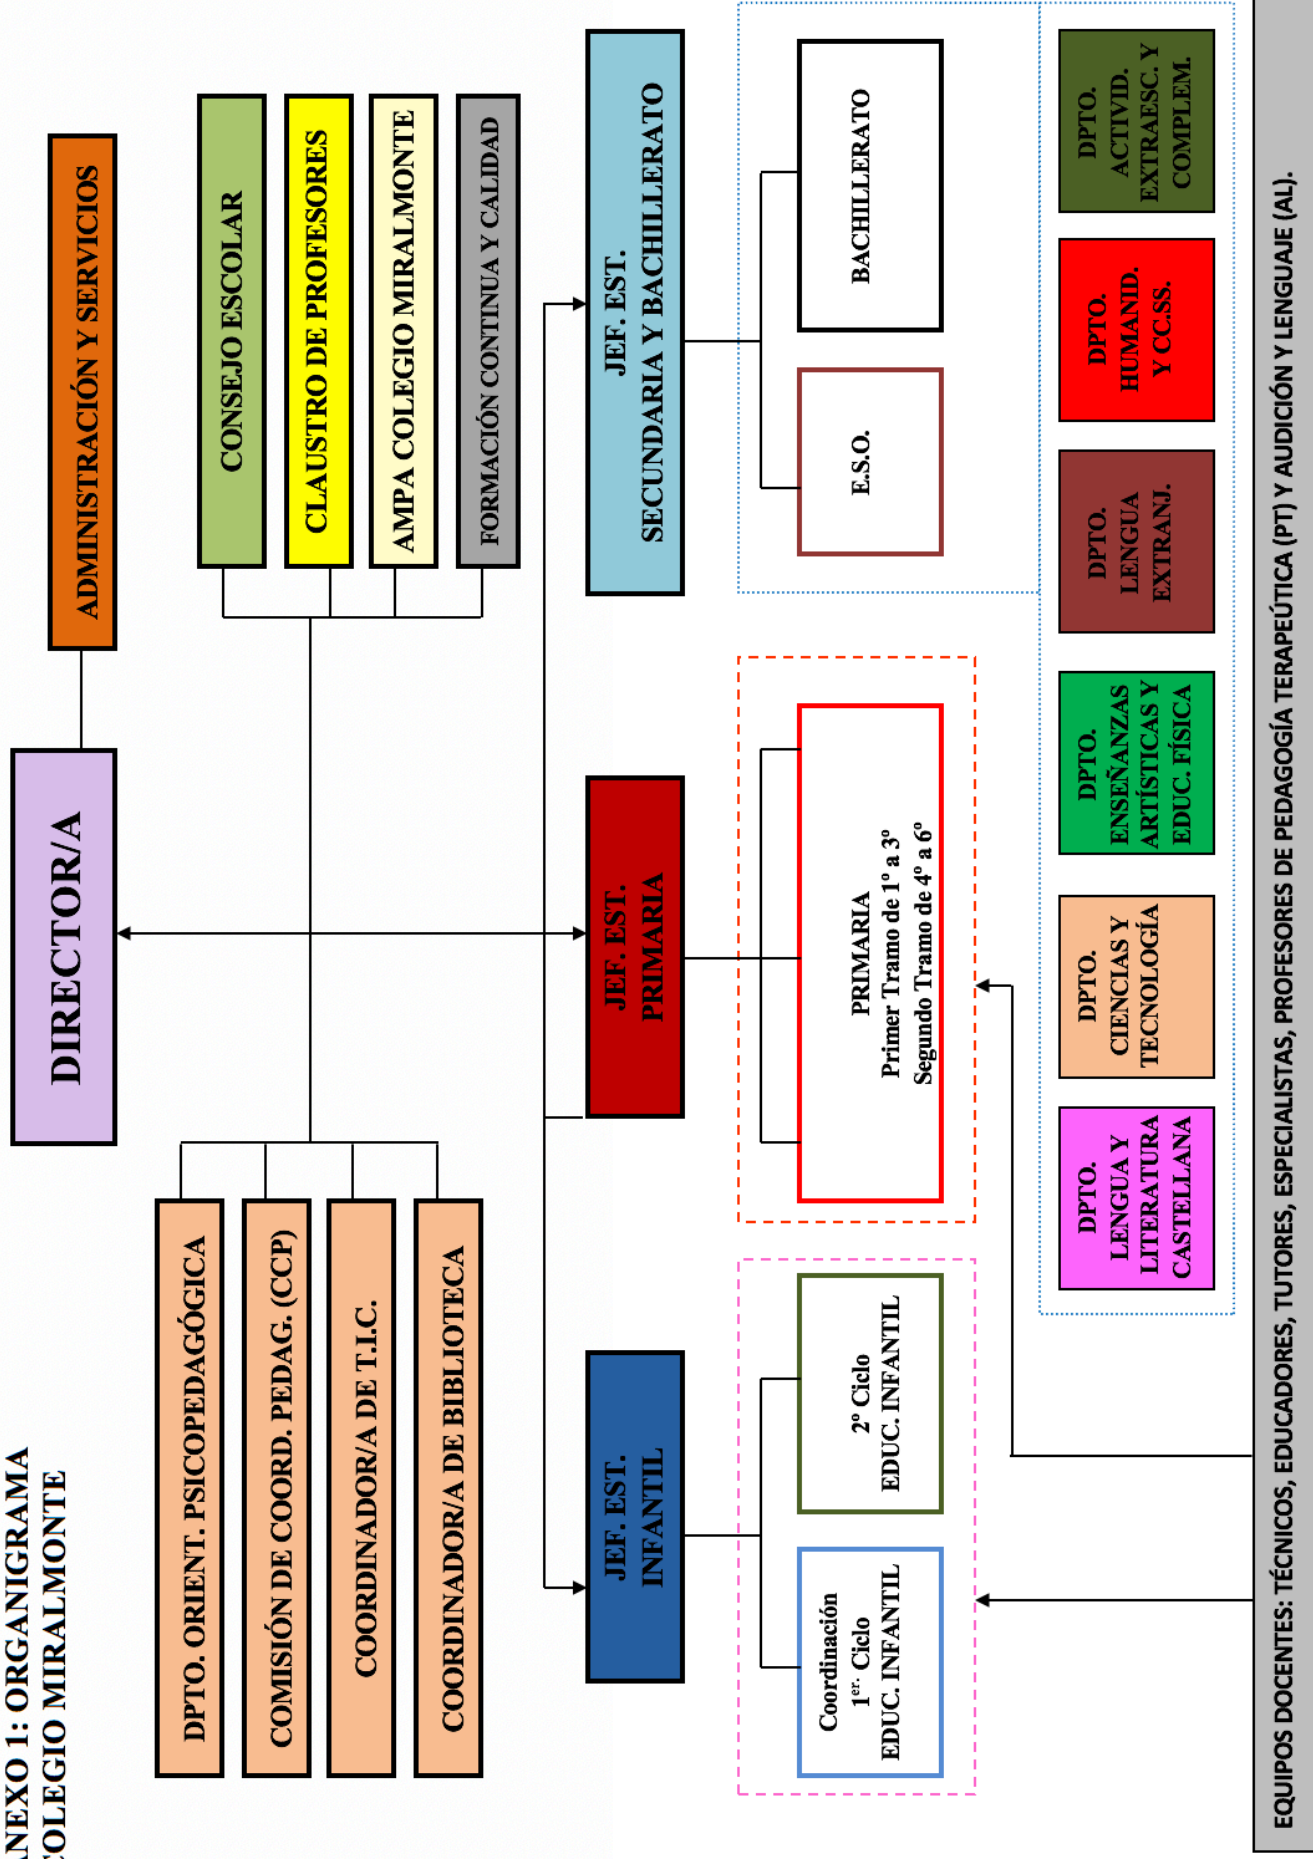 ANEXO 1: ORGANIGRAMA
COLEGIO MIRALMONTE
DIRECTOR/A
ADMINISTRACIÓN Y SERVICIOS
DPTO. ORIENT. PSICOPEDAGÓGICA
COMISIÓN DE COORD. PEDAG. (CCP)
COORDINADOR/A DE T.I.C.
COORDINADOR/A DE BIBLIOTECA
CONSEJO ESCOLAR
CLAUSTRO DE PROFESORES
AMPA COLEGIO MIRALMONTE
FORMACIÓN CONTINUA Y CALIDAD
JEF. EST.
INFANTIL
JEF. EST.
PRIMARIA
JEF. EST.
SECUNDARIA Y BACHILLERATO
Coordinación
1er. Ciclo
EDUC. INFANTIL
2º Ciclo
EDUC. INFANTIL
PRIMARIA
Primer Tramo de 1º a 3º
Segundo Tramo de 4º a 6º
E.S.O.
BACHILLERATO
DPTO.
LENGUA Y
LITERATURA
CASTELLANA
DPTO.
CIENCIAS Y
TECNOLOGÍA
DPTO.
ENSEÑANZAS
ARTÍSTICAS Y
EDUC. FÍSICA
DPTO.
LENGUA
EXTRANJ.
DPTO.
HUMANID.
Y CC.SS.
DPTO.
ACTIVID.
EXTRAESC. Y
COMPLEM.
EQUIPOS DOCENTES: TÉCNICOS, EDUCADORES, TUTORES, ESPECIALISTAS, PROFESORES DE PEDAGOGÍA TERAPEÚTICA (PT) Y AUDICIÓN Y LENGUAJE (AL).